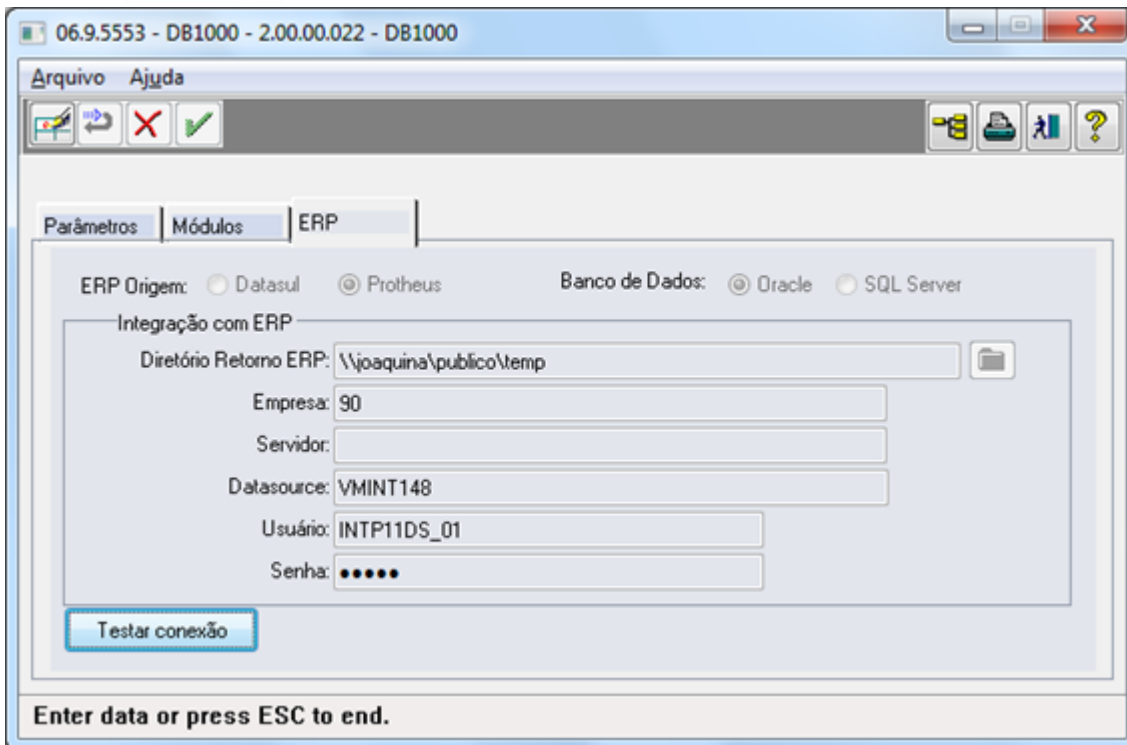 06.9.5553 - DB1000 - 2.00.00.022 - DB1000
Arquivo Ajuda
Parâmetros Módulos ERP
ERP Origem: Datasul Protheus Banco de Dados: Oracle SQL Server
Integração com ERP
Diretório Retorno ERP: \\joaquina\publico\temp
Empresa: 90
Servidor:
Datasource: VMINT148
Usuário: INTP11DS_01
Senha: •••••
Testar conexão
Enter data or press ESC to end.